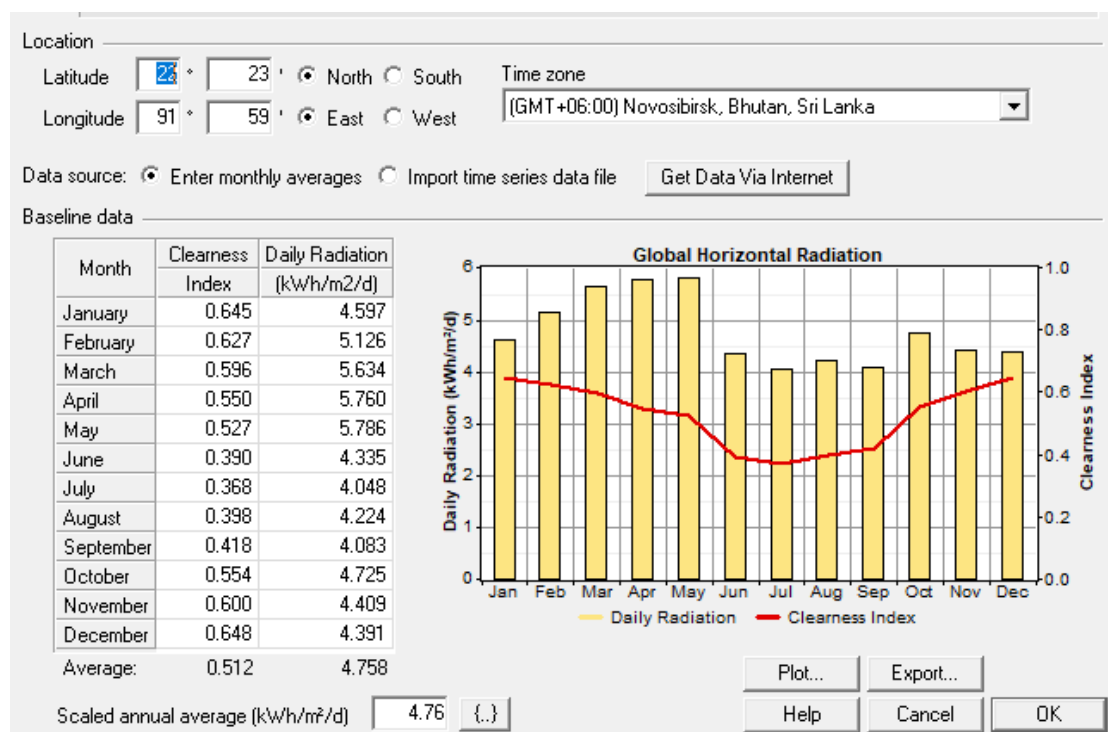 Location
Latitude 22 ° 23 ' North South Time zone
(GMT+06:00) Novosibirsk, Bhutan, Sri Lanka
Longitude 91 ° 59 ' East West
Data source: Enter monthly averages Import time series data file Get Data Via Internet
Baseline data
Month Clearness Index Daily Radiation (kWh/m2/d)
January 0.645 4.597
February 0.627 5.126
March 0.596 5.634
April 0.550 5.760
May 0.527 5.786
June 0.390 4.335
July 0.368 4.048
August 0.398 4.224
September 0.418 4.083
October 0.554 4.725
November 0.600 4.409
December 0.648 4.391
Average: 0.512 4.758
Scaled annual average (kWh/m²/d) 4.76 {..}
Global Horizontal Radiation
Daily Radiation (kWh/m²/d)
6
5
4
3
2
1
0
1.0
0.8
0.6
0.4
0.2
0.0
Clearness Index
Jan Feb Mar Apr May Jun Jul Aug Sep Oct Nov Dec
Daily Radiation Clearness Index
Plot... Export...
Help Cancel OK